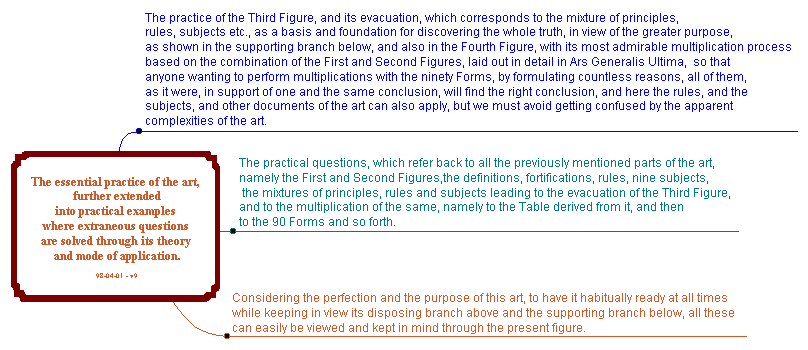 The practice of the Third Figure, and its evacuation, which corresponds to the mixture of principles,
rules, subjects etc., as a basis and foundation for discovering the whole truth, in view of the greater purpose,
as shown in the supporting branch below, and also in the Fourth Figure, with its most admirable multiplication process
based on the combination of the First and Second Figures, laid out in detail in Ars Generalis Ultima, so that
anyone wanting to perform multiplications with the ninety Forms, by formulating countless reasons, all of them,
as it were, in support of one and the same conclusion, will find the right conclusion, and here the rules, and the
subjects, and other documents of the art can also apply, but we must avoid getting confused by the apparent
complexities of the art.
The essential practice of the art,
further extended
into practical examples
where extraneous questions
are solved through its theory
and mode of application.
98-04-01 - v9
The practical questions, which refer back to all the previously mentioned parts of the art,
namely the First and Second Figures,the definitions, fortifications, rules, nine subjects,
the mixtures of principles, rules and subjects leading to the evacuation of the Third Figure,
and to the multiplication of the same, namely to the Table derived from it, and then
to the 90 Forms and so forth.
Considering the perfection and the purpose of this art, to have it habitually ready at all times
while keeping in view its disposing branch above and the supporting branch below, all these
can easily be viewed and kept in mind through the present figure.